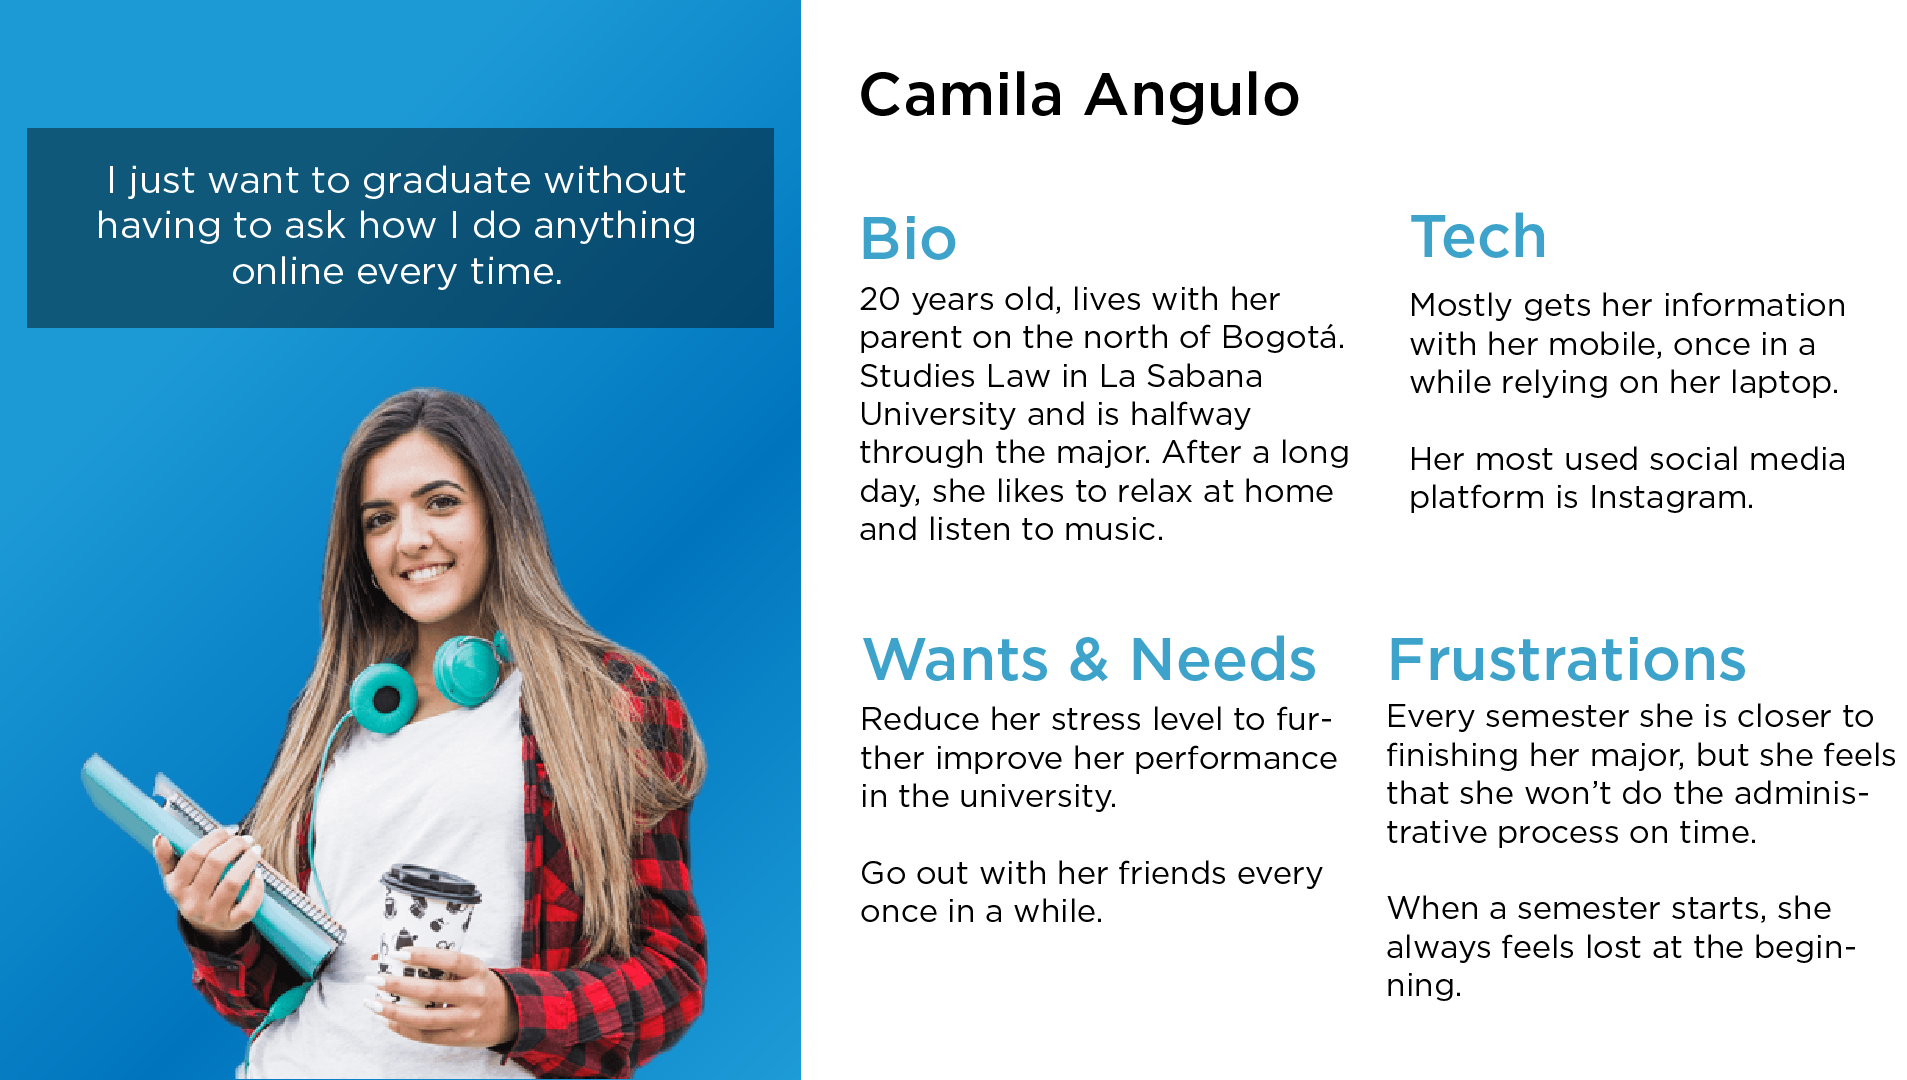 I just want to graduate without
having to ask how I do anything
online every time.
Camila Angulo
Bio
20 years old, lives with her
parent on the north of Bogotá.
Studies Law in La Sabana
University and is halfway
through the major. After a long
day, she likes to relax at home
and listen to music.
Tech
Mostly gets her information
with her mobile, once in a
while relying on her laptop.
Her most used social media
platform is Instagram.
Wants & Needs
Reduce her stress level to fur-
ther improve her performance
in the university.
Go out with her friends every
once in a while.
Frustrations
Every semester she is closer to
finishing her major, but she feels
that she won’t do the adminis-
trative process on time.
When a semester starts, she
always feels lost at the begin-
ning.